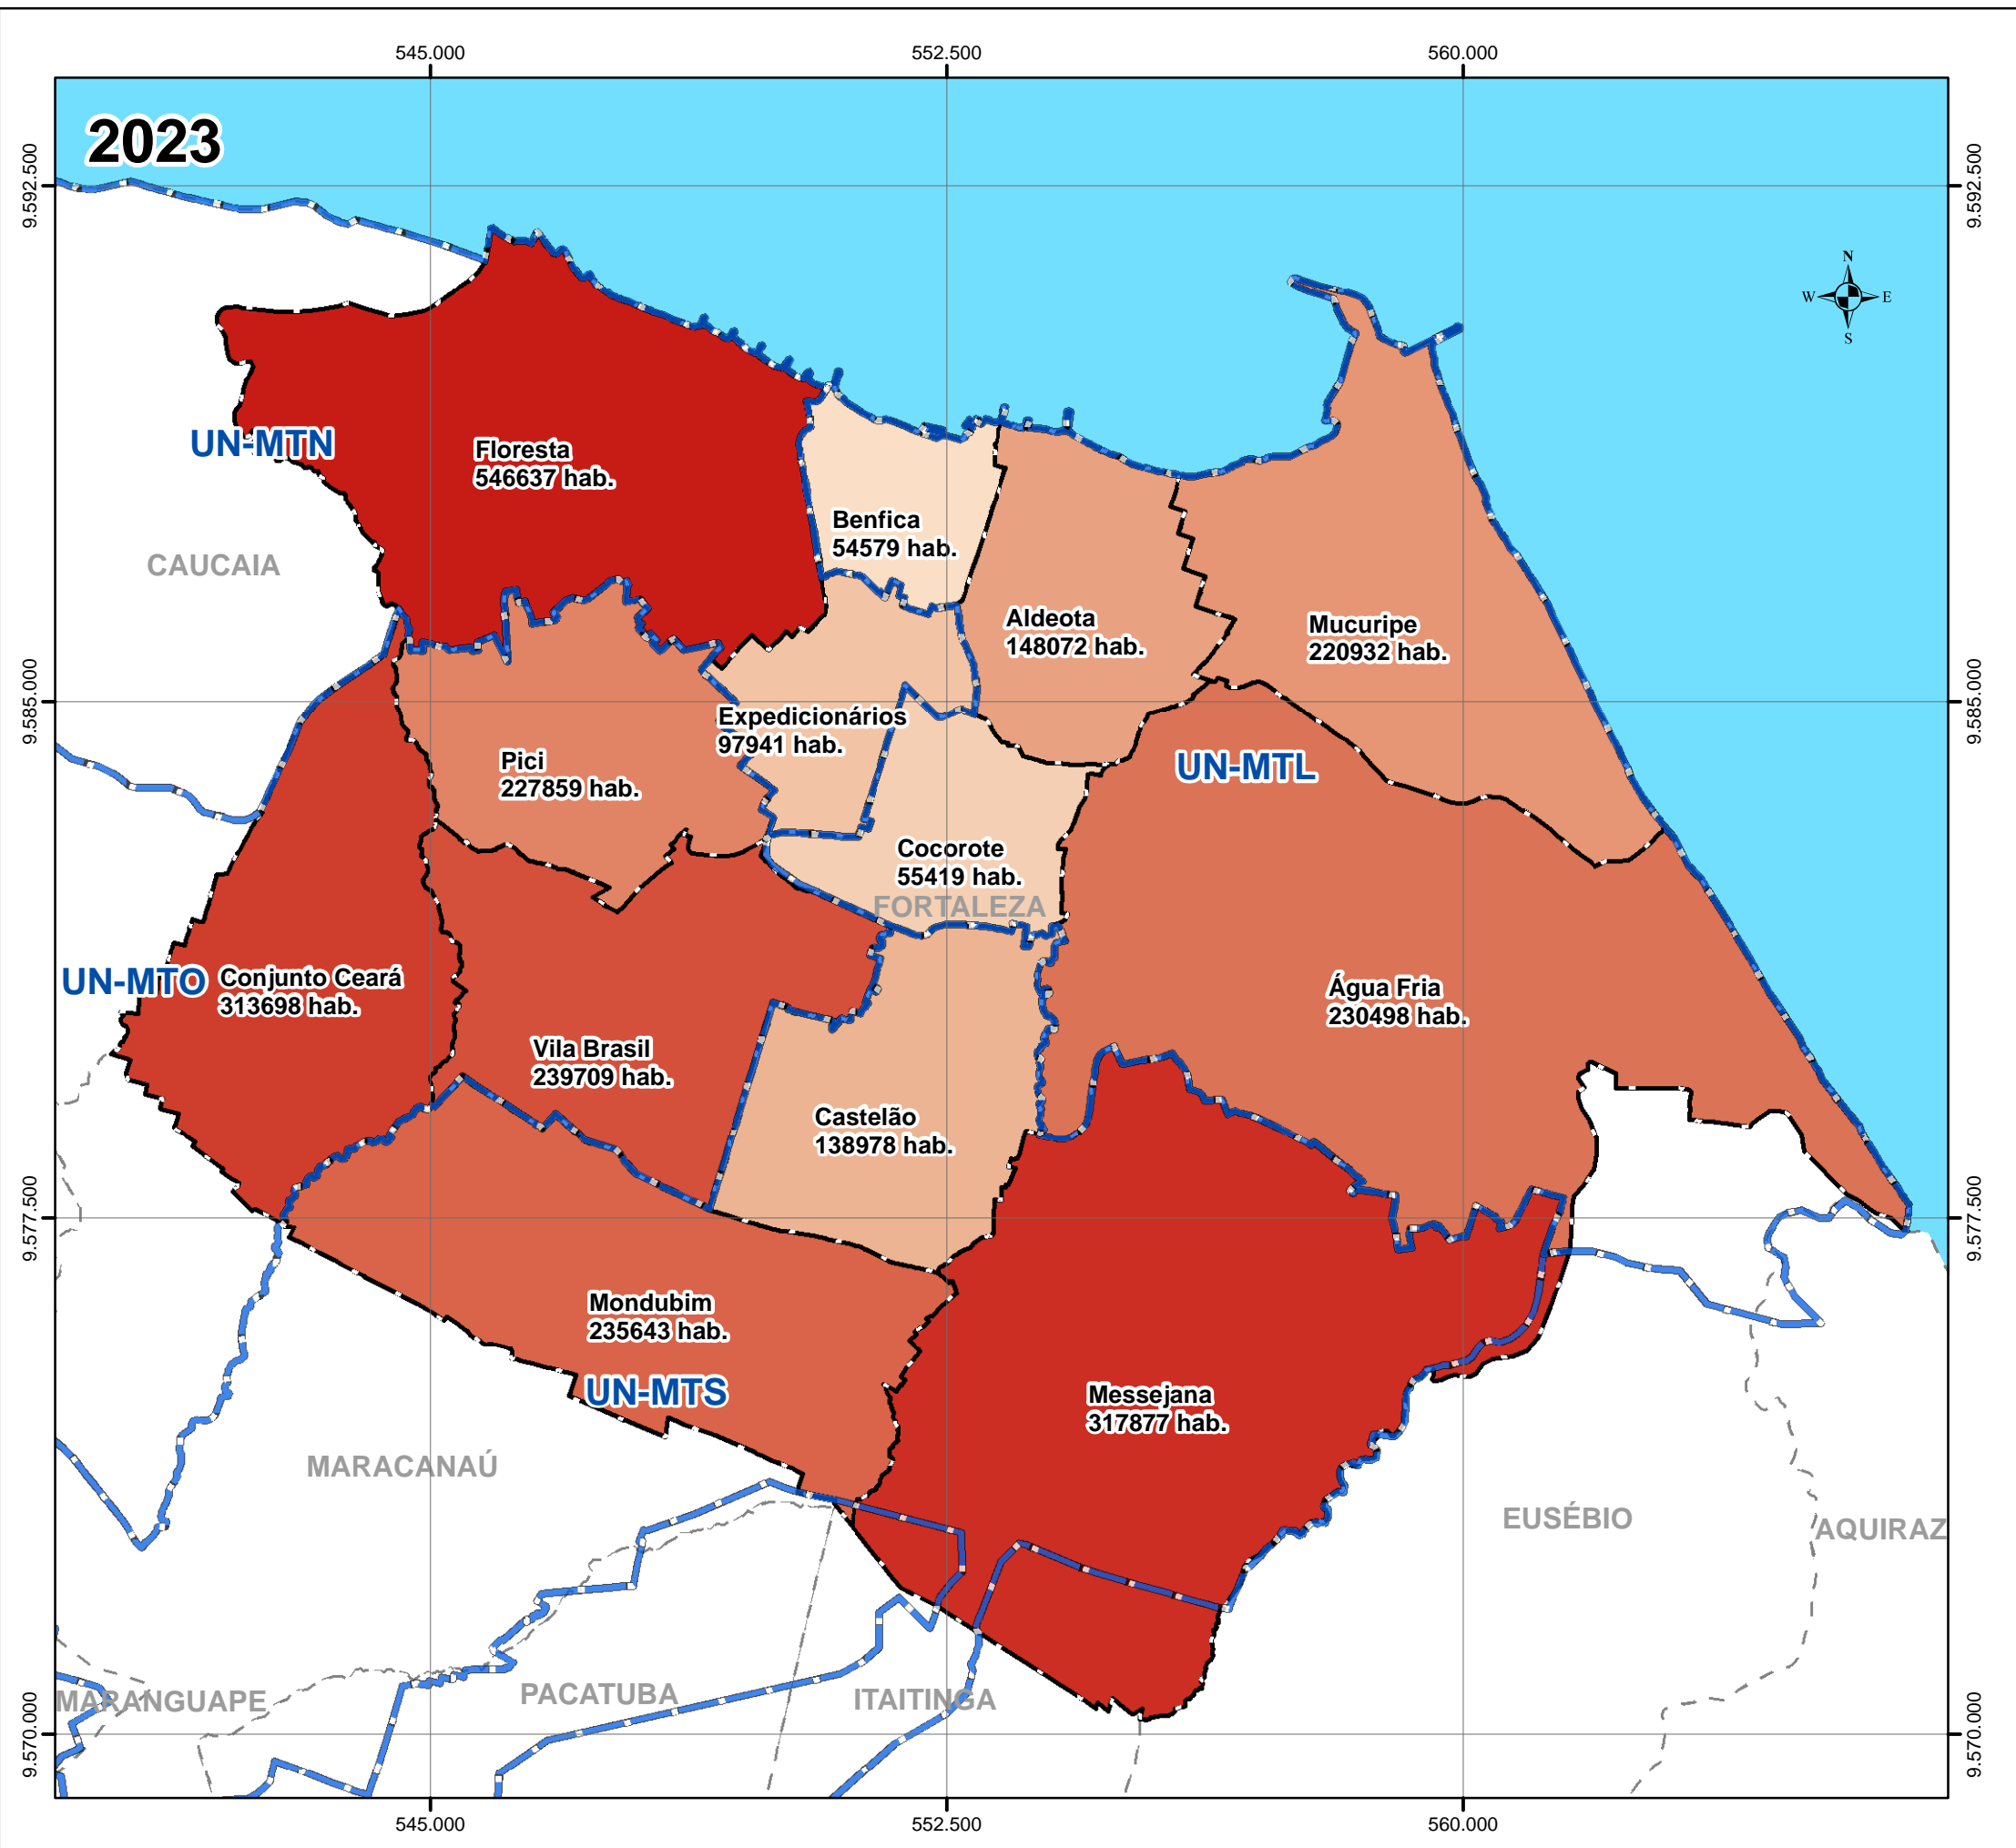 545.000
552.500
560.000
2023
9.592.500
9.592.500
N
W
E
S
UN-MTN
Floresta
546637 hab.
Benfica
54579 hab.
CAUCAIA
Aldeota
148072 hab.
Mucuripe
220932 hab.
9.585.000
9.585.000
Expedicionários
97941 hab.
Pici
227859 hab.
UN-MTL
Cocorote
55419 hab.
FORTALEZA
UN-MTO
Conjunto Ceará
313698 hab.
Água Fria
230498 hab.
Vila Brasil
239709 hab.
Castelão
138978 hab.
9.577.500
9.577.500
Mondubim
235643 hab.
UN-MTS
Messejana
317877 hab.
MARACANAÚ
EUSÉBIO
AQUIRAZ
MARANGUAPE
PACATUBA
ITAITINGA
9.570.000
9.570.000
545.000
552.500
560.000